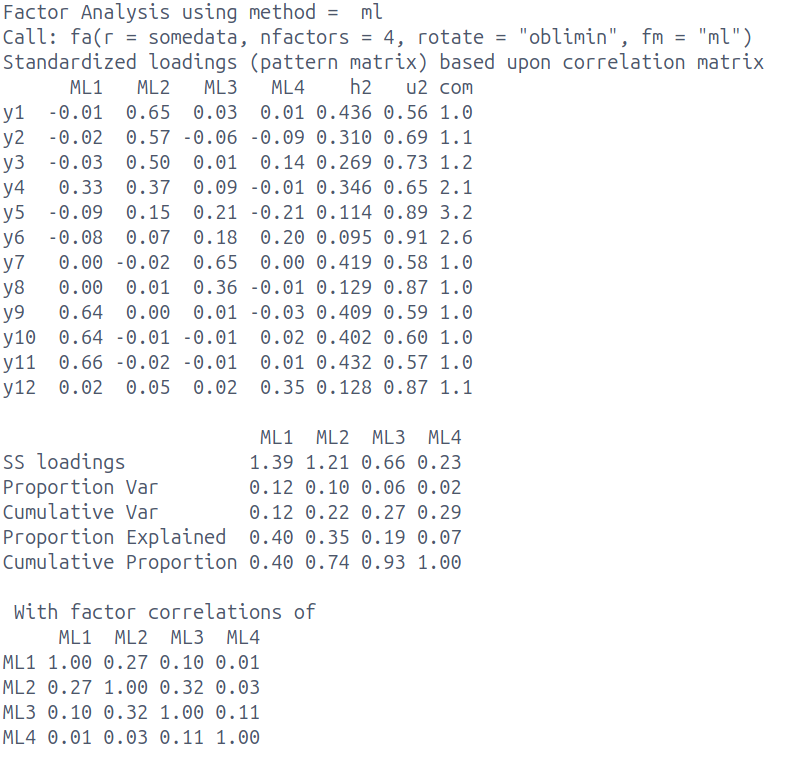 Factor Analysis using method =  ml
Call: fa(r = somedata, nfactors = 4, rotate = "oblimin", fm = "ml")
Standardized loadings (pattern matrix) based upon correlation matrix
      ML1   ML2   ML3   ML4    h2   u2 com
y1  -0.01  0.65  0.03  0.01 0.436 0.56 1.0
y2  -0.02  0.57 -0.06 -0.09 0.310 0.69 1.1
y3  -0.03  0.50  0.01  0.14 0.269 0.73 1.2
y4   0.33  0.37  0.09 -0.01 0.346 0.65 2.1
y5  -0.09  0.15  0.21 -0.21 0.114 0.89 3.2
y6  -0.08  0.07  0.18  0.20 0.095 0.91 2.6
y7   0.00 -0.02  0.65  0.00 0.419 0.58 1.0
y8   0.00  0.01  0.36 -0.01 0.129 0.87 1.0
y9   0.64  0.00  0.01 -0.03 0.409 0.59 1.0
y10  0.64 -0.01 -0.01  0.02 0.402 0.60 1.0
y11  0.66 -0.02 -0.01  0.01 0.432 0.57 1.0
y12  0.02  0.05  0.02  0.35 0.128 0.87 1.1
                       ML1  ML2  ML3  ML4
SS loadings           1.39 1.21 0.66 0.23
Proportion Var        0.12 0.10 0.06 0.02
Cumulative Var        0.12 0.22 0.27 0.29
Proportion Explained  0.40 0.35 0.19 0.07
Cumulative Proportion 0.40 0.74 0.93 1.00
 With factor correlations of
     ML1  ML2  ML3  ML4
ML1 1.00 0.27 0.10 0.01
ML2 0.27 1.00 0.32 0.03
ML3 0.10 0.32 1.00 0.11
ML4 0.01 0.03 0.11 1.00